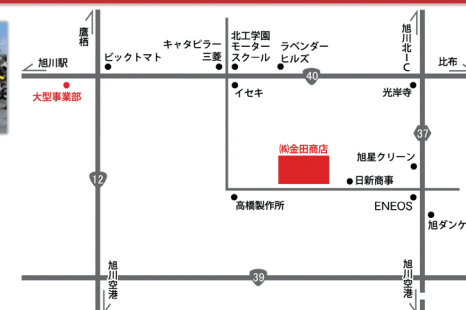 鷹栖
旭川駅
ビックトマト
キャタピラー
三菱
北工学園
モーター
スクール
ラベンダー
ヒルズ
旭川北IC
比布
40
大型事業部
イセキ
光岸寺
37
㈱金田商店
旭星クリーン
日新商事
12
高橋製作所
ENEOS
旭ダンケ
旭川空港
39
旭川空港